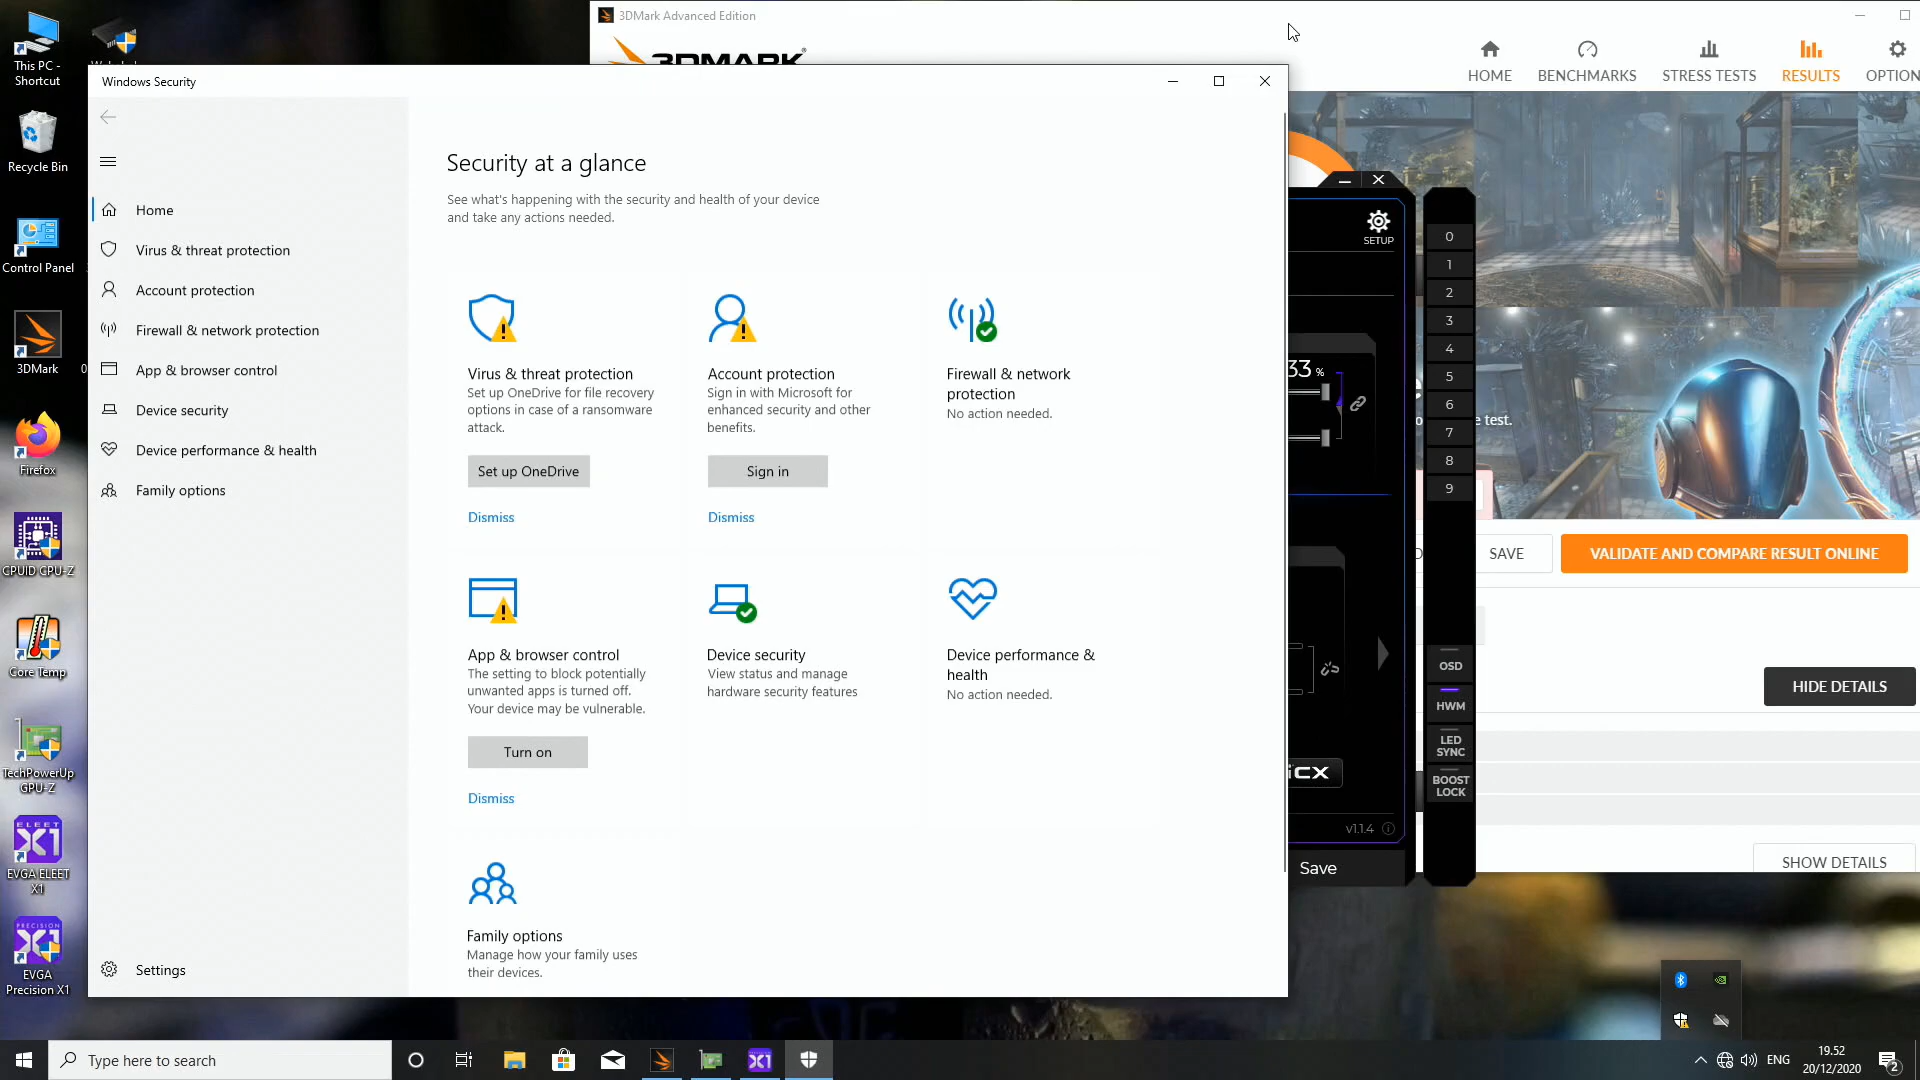 This PC -
Shortcut
Recycle Bin
Control Panel
3DMark
Firefox
CPUID CPU-Z
Core Temp
TechPowerUp
GPU-Z
EVGA ELEET
X1
EVGA
Precision X1
3DMark Advanced Edition
3DMARK
HOME
BENCHMARKS
STRESS TESTS
RESULTS
OPTION
Windows Security
Home
Virus & threat protection
Account protection
Firewall & network protection
App & browser control
Device security
Device performance & health
Family options
Settings
Security at a glance
See what's happening with the security and health of your device
and take any actions needed.
Virus & threat protection
Set up OneDrive for file recovery
options in case of a ransomware
attack.
Set up OneDrive
Dismiss
Account protection
Sign in with Microsoft for
enhanced security and other
benefits.
Sign in
Dismiss
Firewall & network
protection
No action needed.
App & browser control
The setting to block potentially
unwanted apps is turned off.
Your device may be vulnerable.
Turn on
Dismiss
Device security
View status and manage
hardware security features
Device performance &
health
No action needed.
Family options
Manage how your family uses
their devices.
SETUP
33 %
iCX
v1.1.4
Save
0
1
2
3
4
5
6
7
8
9
OSD
HWM
LED
SYNC
BOOST
LOCK
e test.
SAVE
VALIDATE AND COMPARE RESULT ONLINE
HIDE DETAILS
SHOW DETAILS
Type here to search
ENG
19.52
20/12/2020
2